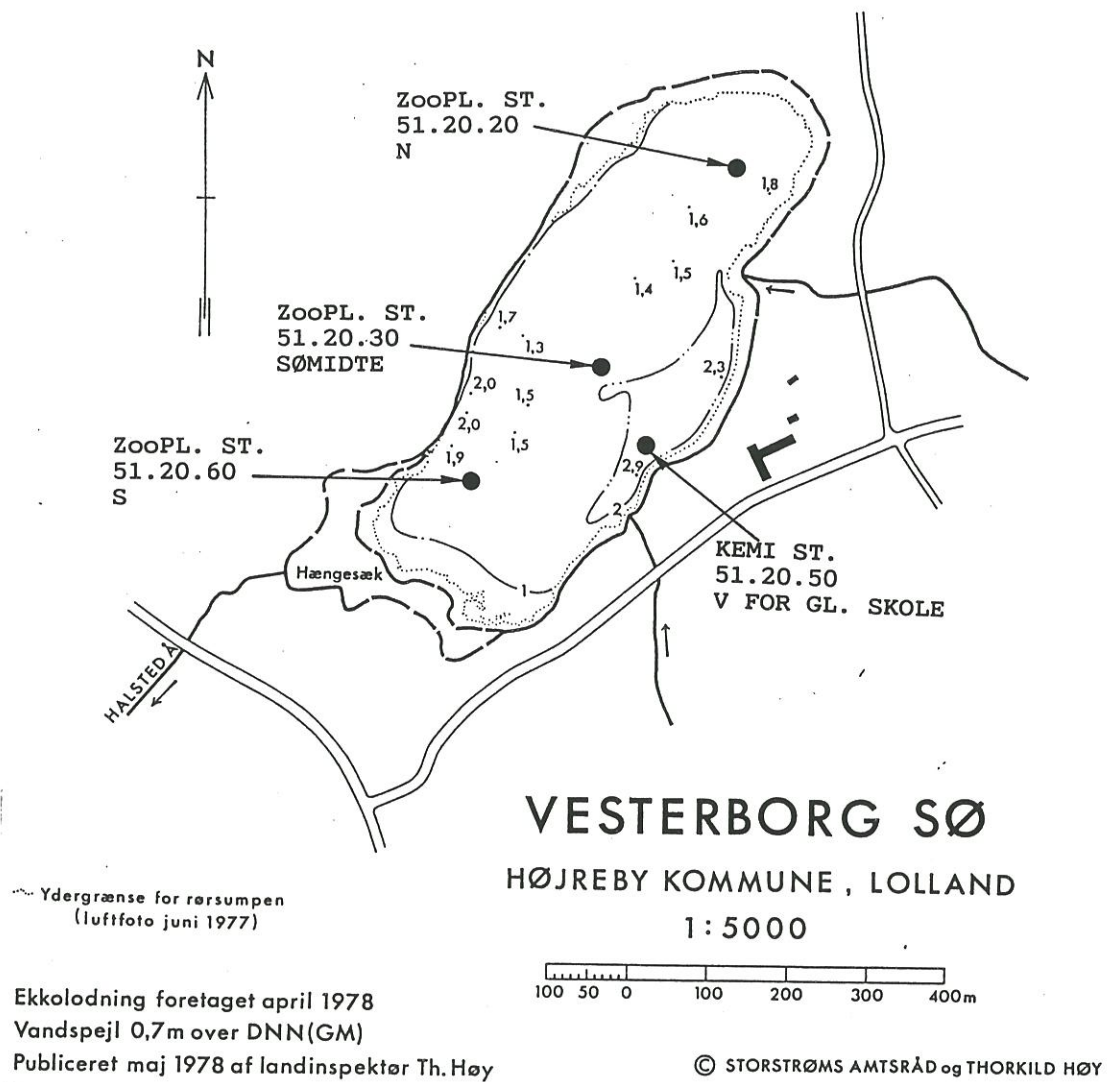 N
ZooPL. ST.
51.20.20
N
1,8
1,6
1,5
1,4
ZooPL. ST.
51.20.30
SØMIDTE
1,7
1,3
2,3
2,0
1,5
2,0
1,5
1,9
2,9
ZooPL. ST.
51.20.60
S
2
KEMI ST.
51.20.50
V FOR GL. SKOLE
Hængesæk
1
HALSTED Å
VESTERBORG SØ
HØJREBY KOMMUNE, LOLLAND
1:5000
Ydergrænse for rørsumpen
(luftfoto juni 1977)
100 50 0 100 200 400m
Ekkolodning foretaget april 1978
Vandspejl 0,7m over DNN(GM)
Publiceret maj 1978 af landinspektør Th. Høy
© STORSTRØMS AMTSRÅD og THORKILD HØY